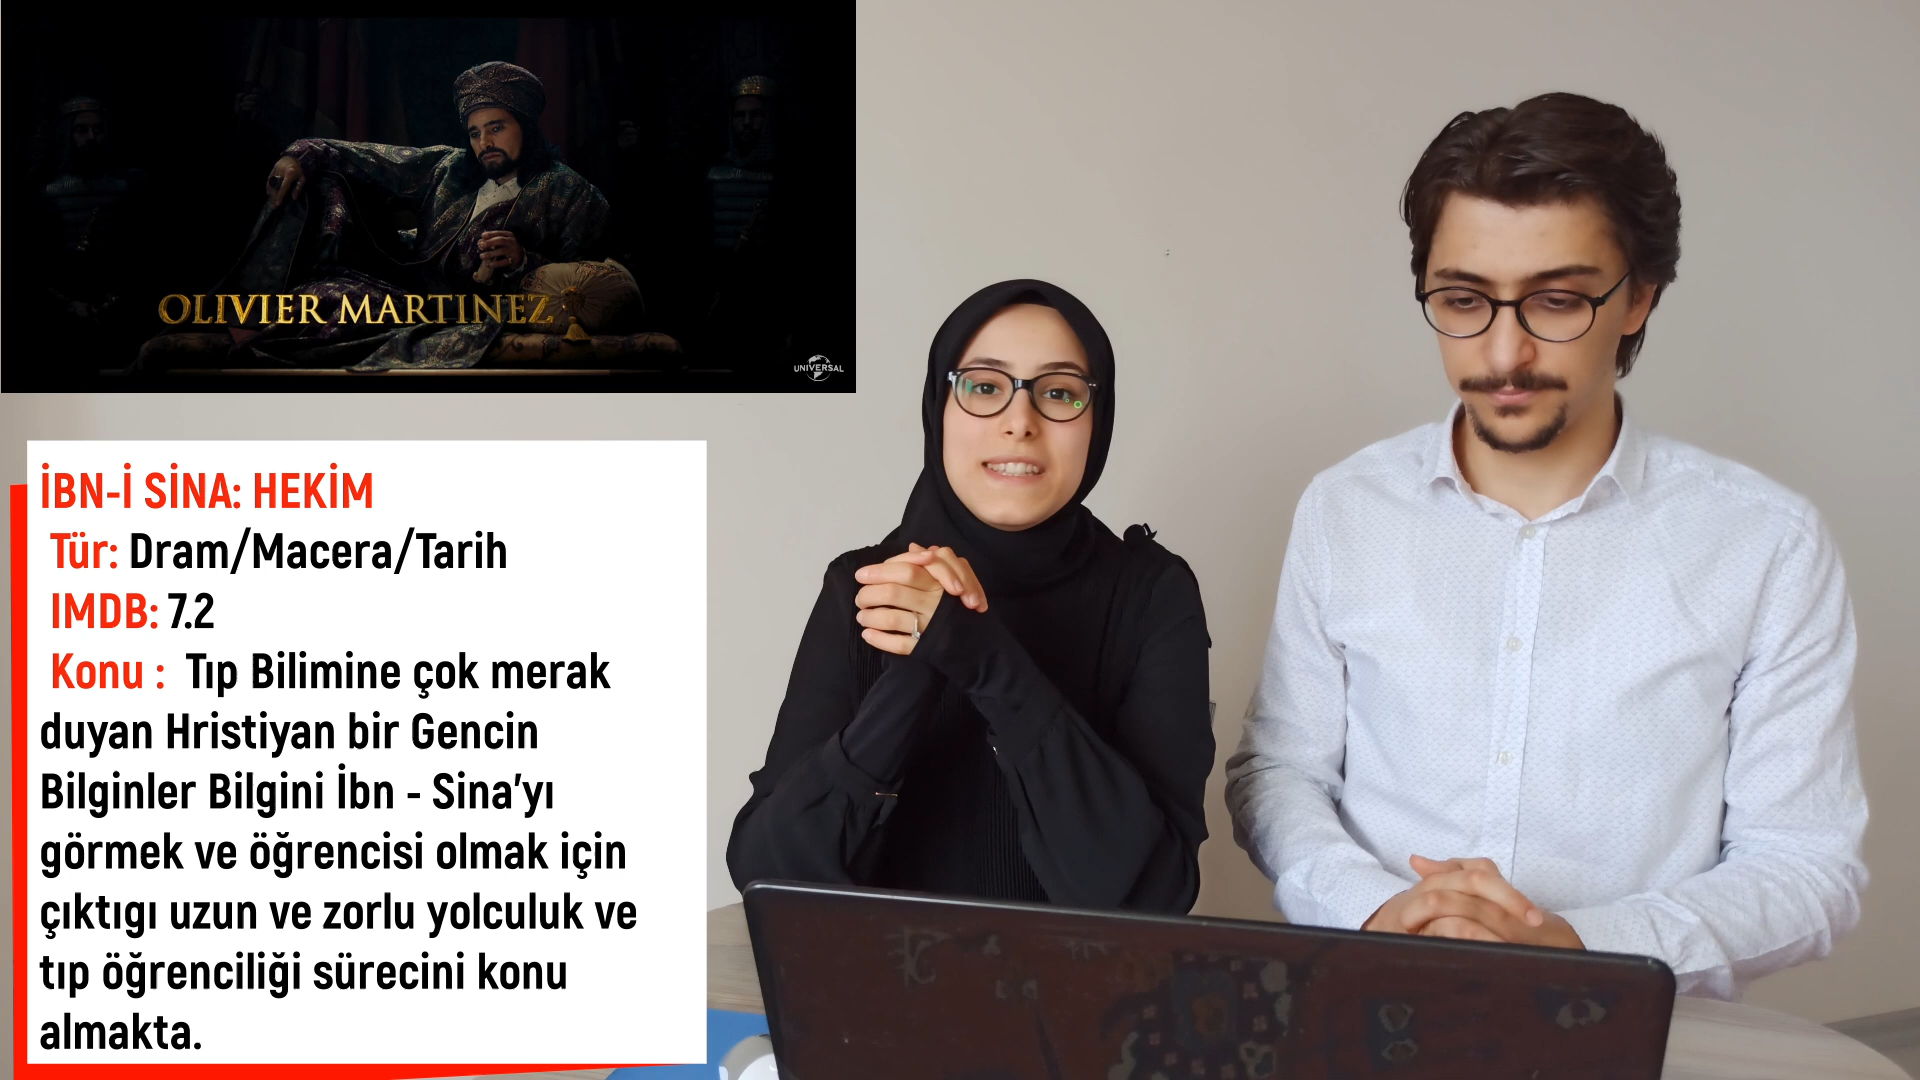 OLIVIER MARTINEZ
UNIVERSAL
İBN-İ SİNA: HEKİM
Tür: Dram/Macera/Tarih
IMDB: 7.2
Konu : Tıp Bilimine çok merak
duyan Hristiyan bir Gencin
Bilginler Bilgini İbn - Sina'yı
görmek ve öğrencisi olmak için
çıktıgı uzun ve zorlu yolculuk ve
tıp öğrenciliği sürecini konu
almakta.